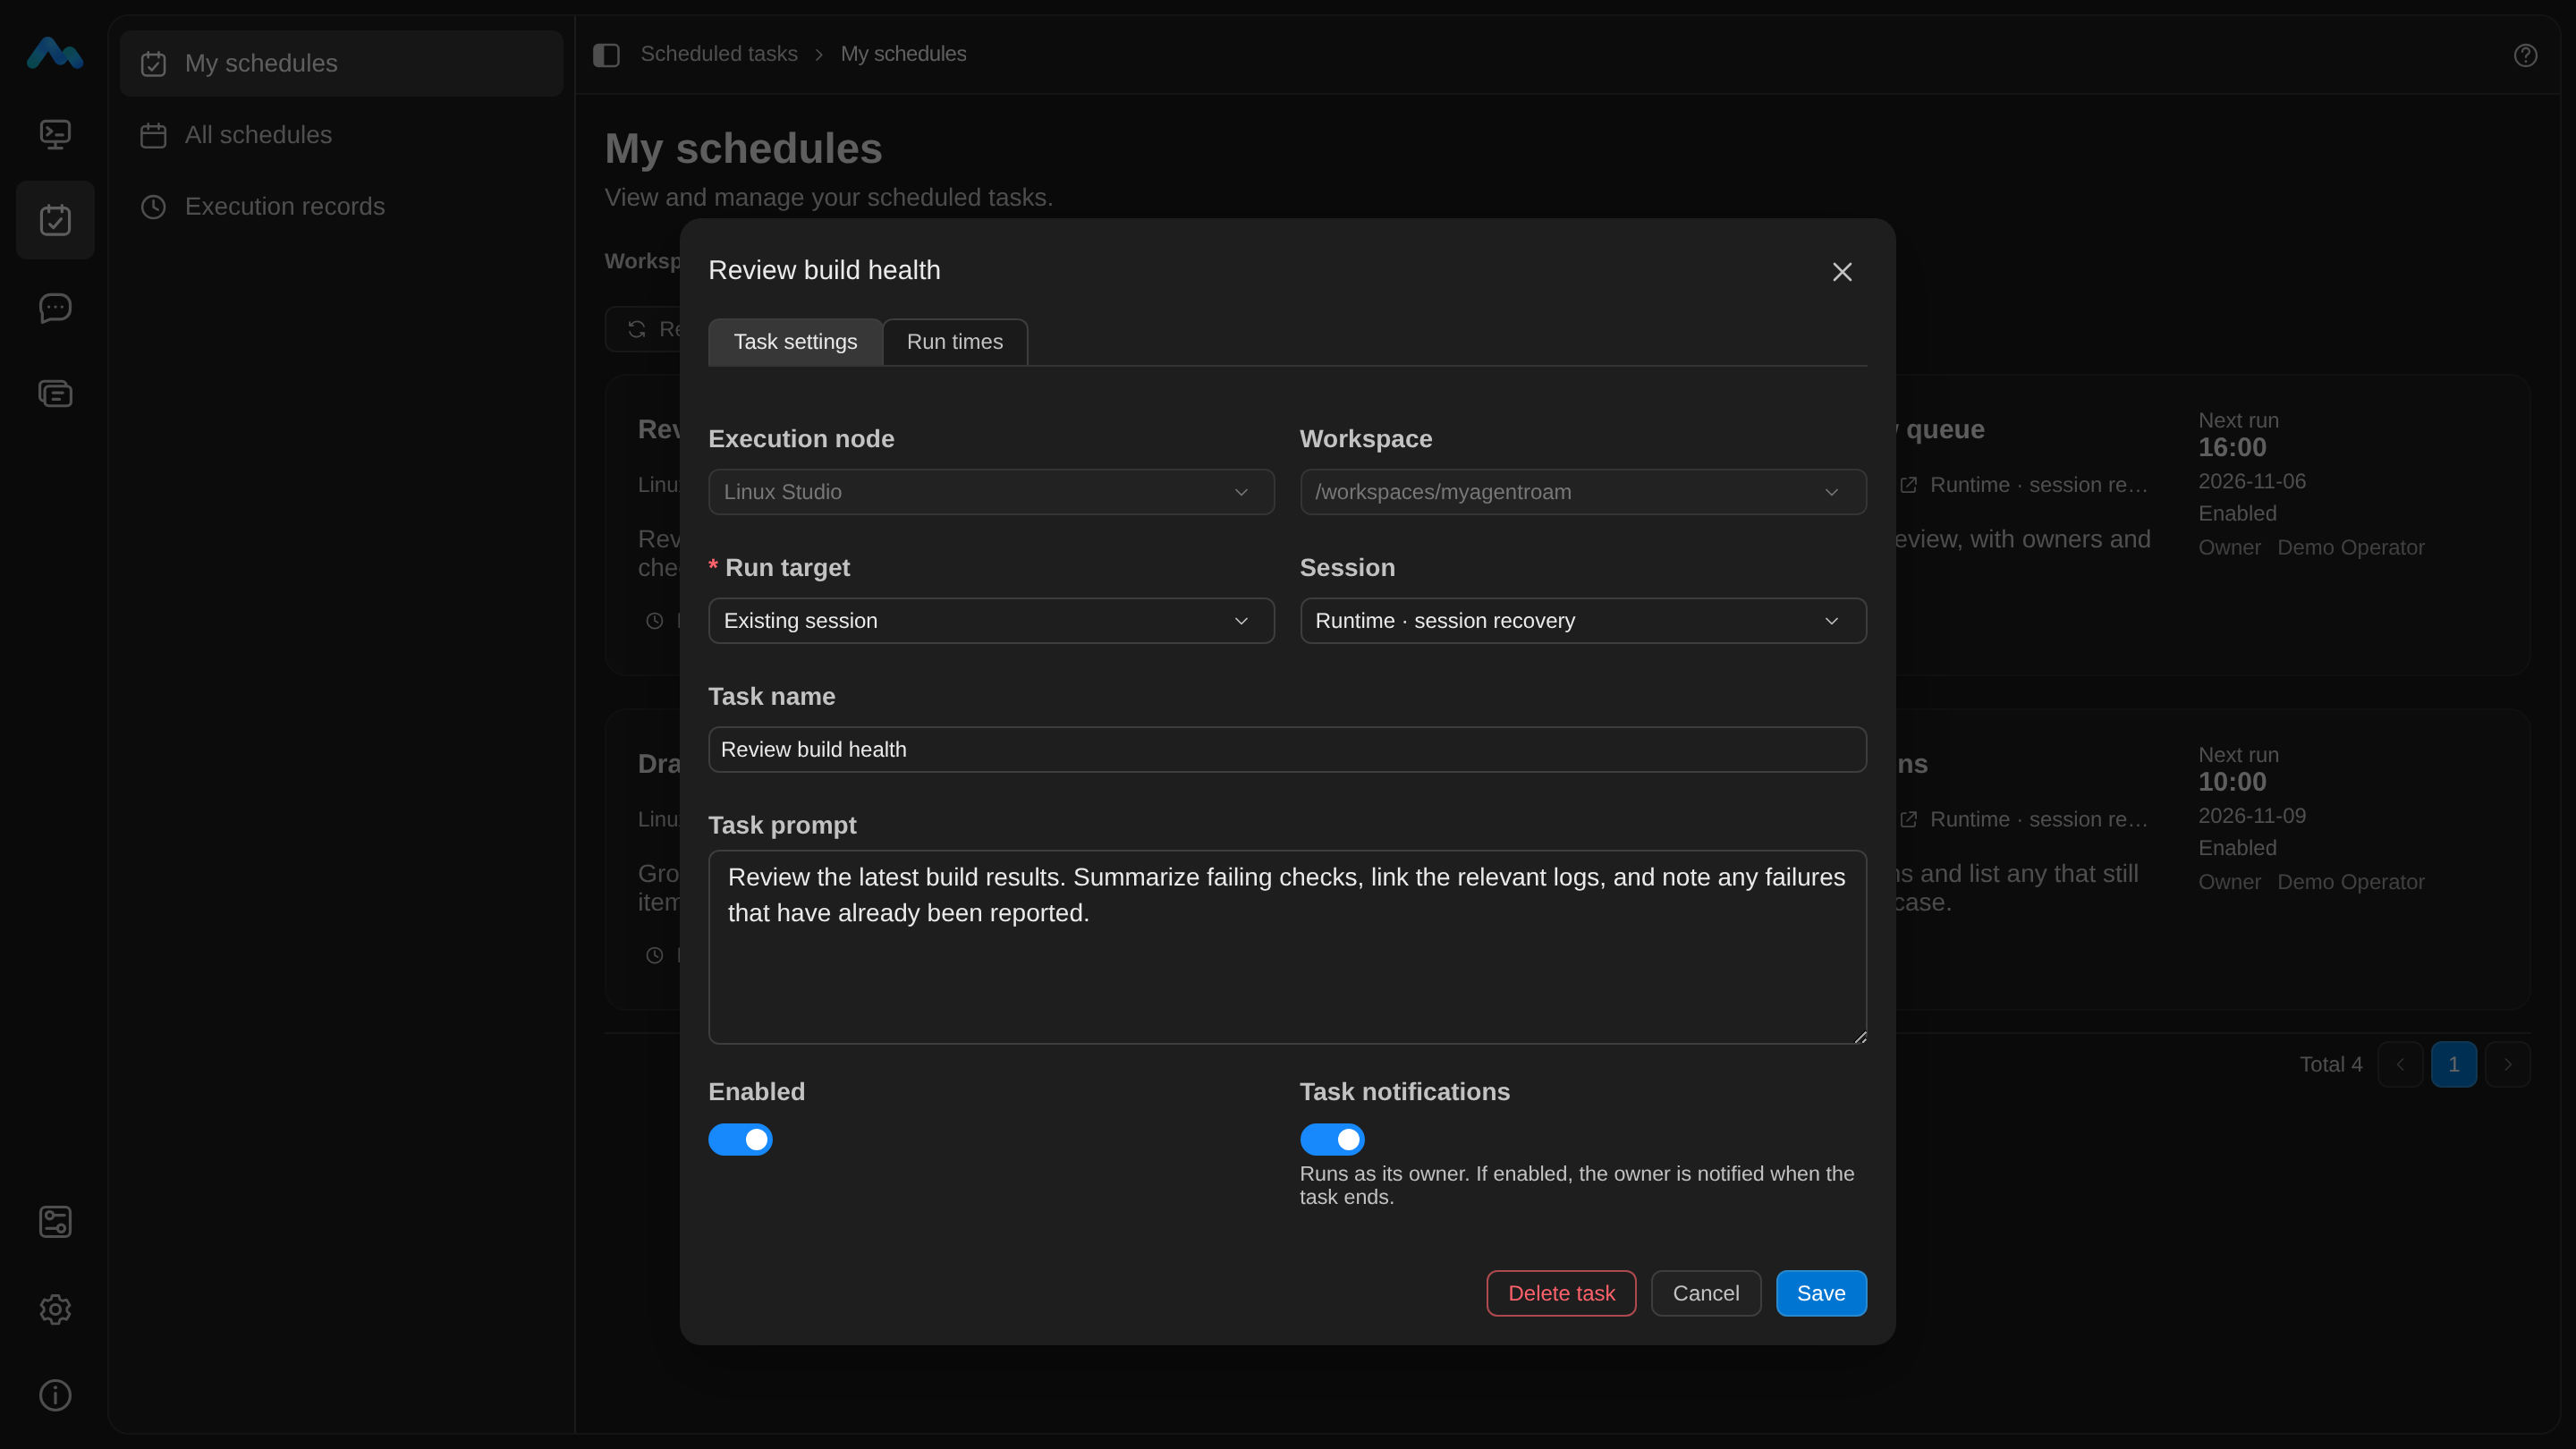 My schedules
All schedules
Execution records
Scheduled tasks
My schedules
My schedules
View and manage your scheduled tasks.
Review build health
Task settings
Run times
Execution node
Workspace
Linux Studio
/workspaces/myagentroam
* Run target
Session
Existing session
Runtime · session recovery
Task name
Review build health
Task prompt
Review the latest build results. Summarize failing checks, link the relevant logs, and note any failures
that have already been reported.
Enabled
Task notifications
Runs as its owner. If enabled, the owner is notified when the
task ends.
Delete task
Cancel
Save
queue
Runtime · session re…
eview, with owners and
Next run
16:00
2026-11-06
Enabled
Owner Demo Operator
Runtime · session re…
and list any that still
case.
Next run
10:00
2026-11-09
Enabled
Owner Demo Operator
Total 4
1